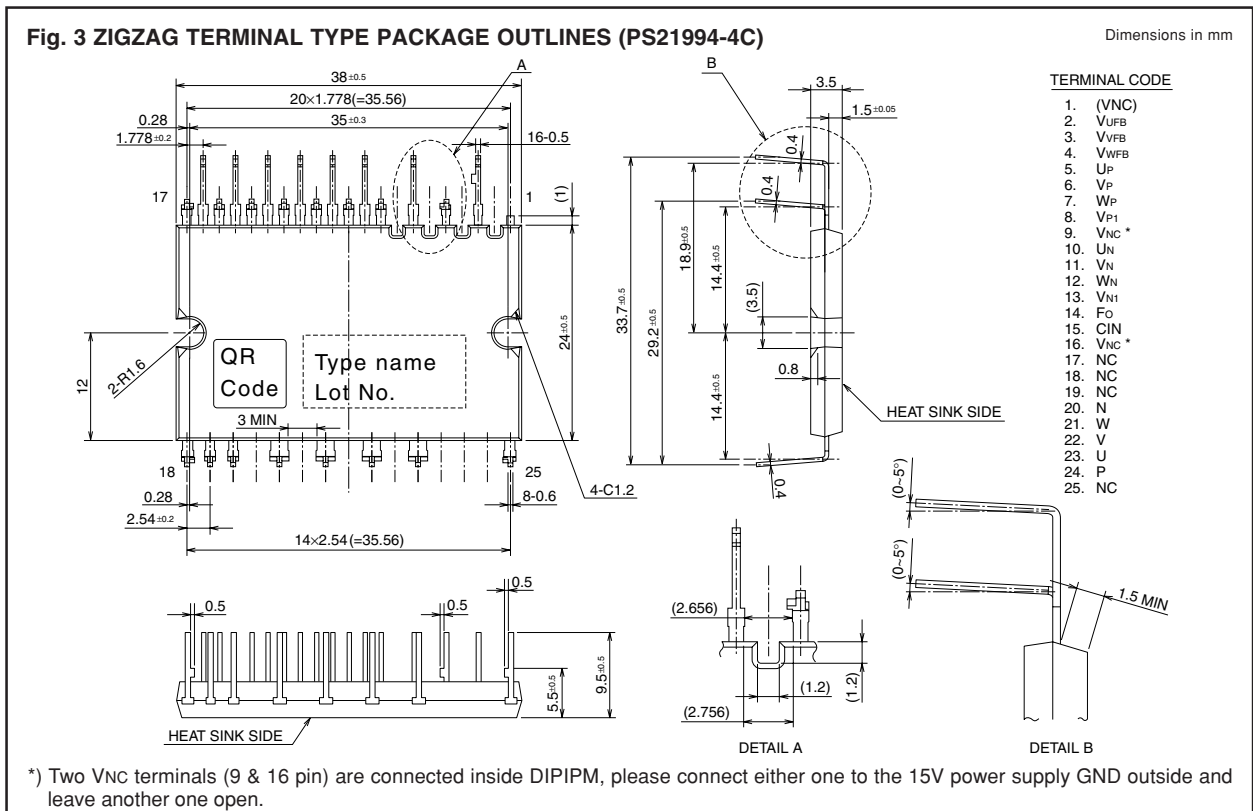 Fig. 3 ZIGZAG TERMINAL TYPE PACKAGE OUTLINES (PS21994-4C)
Dimensions in mm
A
38±0.5
20×1.778(=35.56)
0.28
35±0.3
1.778±0.2
16-0.5
17
1
(1)
24±0.5
12
2-R1.6
QR
Code
Type name
Lot No.
3 MIN
18
25
4-C1.2
0.28
8-0.6
2.54±0.2
14×2.54(=35.56)
B
3.5
1.5±0.05
0.4
0.4
33.7±0.5
29.2±0.5
18.9±0.5
14.4±0.5
(3.5)
0.8
14.4±0.5
HEAT SINK SIDE
0.4
TERMINAL CODE
1. (VNC)
2. VUFB
3. VVFB
4. VWFB
5. UP
6. VP
7. WP
8. VP1
9. VNC *
10. UN
11. VN
12. WN
13. VN1
14. FO
15. CIN
16. VNC *
17. NC
18. NC
19. NC
20. N
21. W
22. V
23. U
24. P
25. NC
0.5
0.5
0.5
5.5±0.5
9.5±0.5
HEAT SINK SIDE
(2.656)
(1.2)
(1.2)
(2.756)
DETAIL A
(0~5°)
(0~5°)
1.5 MIN
DETAIL B
*) Two VNC terminals (9 & 16 pin) are connected inside DIPIPM, please connect either one to the 15V power supply GND outside and
leave another one open.